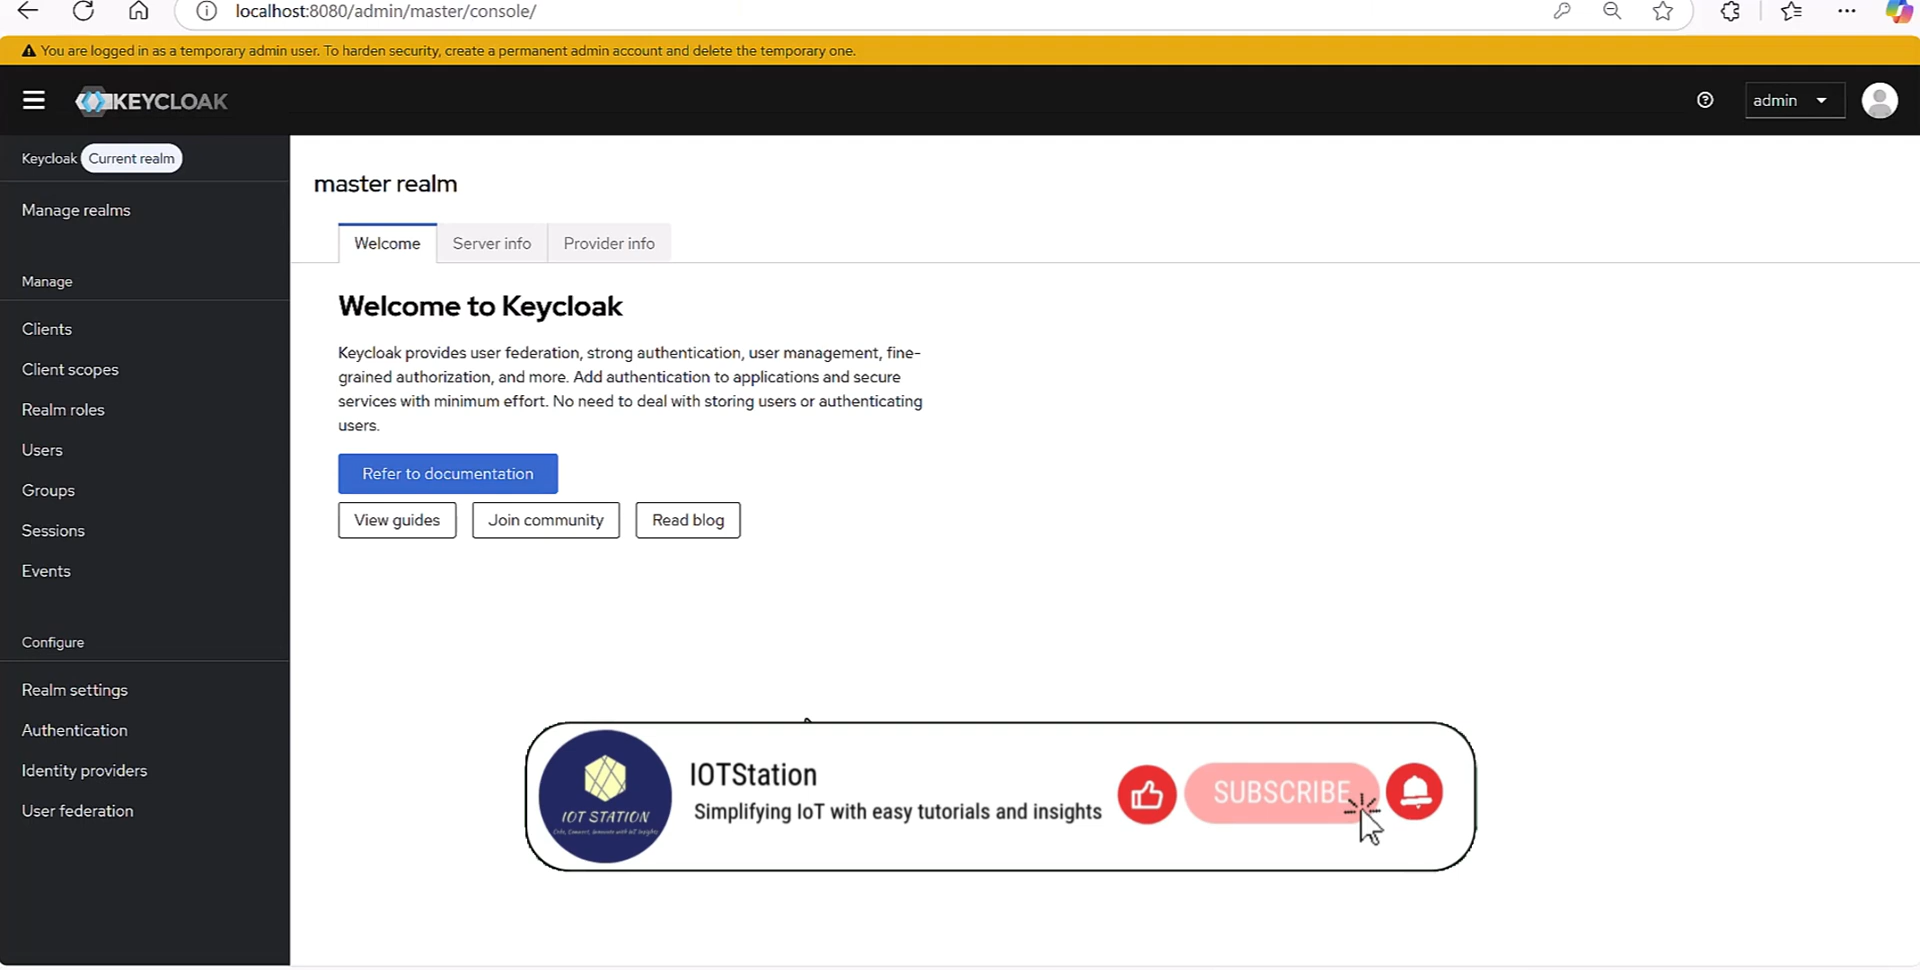 localhost:8080/admin/master/console/
You are logged in as a temporary admin user. To harden security, create a permanent admin account and delete the temporary one.
KEYCLOAK
admin
Keycloak Current realm
Manage realms
Manage
Clients
Client scopes
Realm roles
Users
Groups
Sessions
Events
Configure
Realm settings
Authentication
Identity providers
User federation
master realm
Welcome Server info Provider info
Welcome to Keycloak
Keycloak provides user federation, strong authentication, user management, fine-
grained authorization, and more. Add authentication to applications and secure
services with minimum effort. No need to deal with storing users or authenticating
users.
Refer to documentation
View guides Join community Read blog
IOT STATION
IOTStation
Simplifying IoT with easy tutorials and insights
SUBSCRIBE